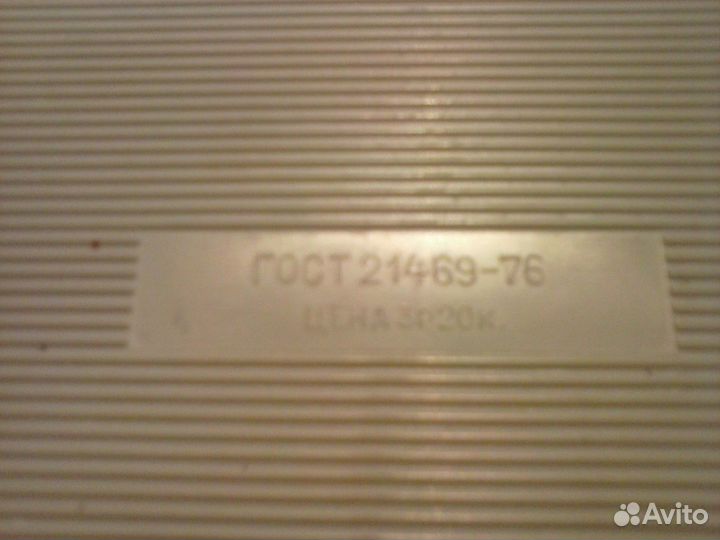 ГОСТ 21469-76
ЦЕНА 3р20к.
Avito